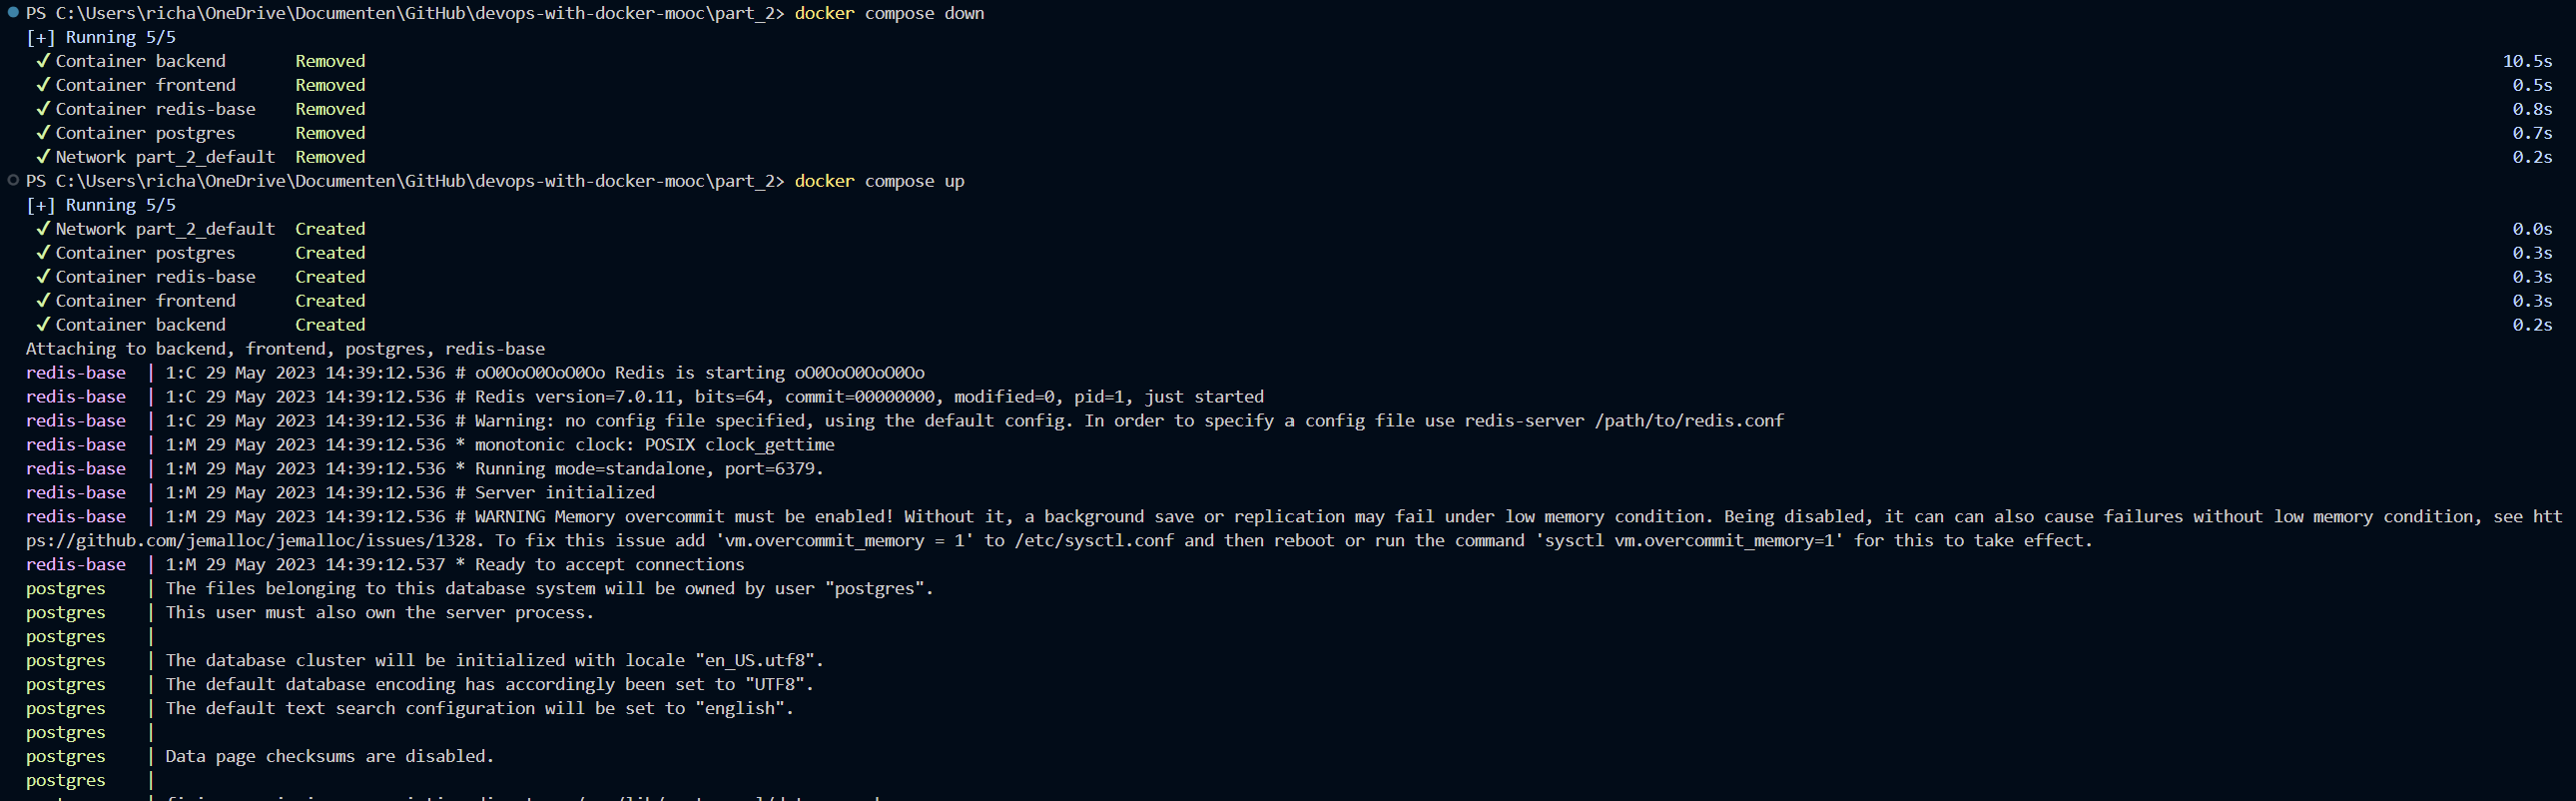 PS C:\Users\richa\OneDrive\Documenten\GitHub\devops-with-docker-mooc\part_2> docker compose down
[+] Running 5/5
✓ Container backend Removed 10.5s
✓ Container frontend Removed 0.5s
✓ Container redis-base Removed 0.8s
✓ Container postgres Removed 0.7s
✓ Network part_2_default Removed 0.2s
PS C:\Users\richa\OneDrive\Documenten\GitHub\devops-with-docker-mooc\part_2> docker compose up
[+] Running 5/5
✓ Network part_2_default Created 0.0s
✓ Container postgres Created 0.3s
✓ Container redis-base Created 0.3s
✓ Container frontend Created 0.3s
✓ Container backend Created 0.2s
Attaching to backend, frontend, postgres, redis-base
redis-base | 1:C 29 May 2023 14:39:12.536 # oO0OoO0OoO0Oo Redis is starting oO0OoO0OoO0Oo
redis-base | 1:C 29 May 2023 14:39:12.536 # Redis version=7.0.11, bits=64, commit=00000000, modified=0, pid=1, just started
redis-base | 1:C 29 May 2023 14:39:12.536 # Warning: no config file specified, using the default config. In order to specify a config file use redis-server /path/to/redis.conf
redis-base | 1:M 29 May 2023 14:39:12.536 * monotonic clock: POSIX clock_gettime
redis-base | 1:M 29 May 2023 14:39:12.536 * Running mode=standalone, port=6379.
redis-base | 1:M 29 May 2023 14:39:12.536 # Server initialized
redis-base | 1:M 29 May 2023 14:39:12.536 # WARNING Memory overcommit must be enabled! Without it, a background save or replication may fail under low memory condition. Being disabled, it can can also cause failures without low memory condition, see htt
ps://github.com/jemalloc/jemalloc/issues/1328. To fix this issue add 'vm.overcommit_memory = 1' to /etc/sysctl.conf and then reboot or run the command 'sysctl vm.overcommit_memory=1' for this to take effect.
redis-base | 1:M 29 May 2023 14:39:12.537 * Ready to accept connections
postgres | The files belonging to this database system will be owned by user "postgres".
postgres | This user must also own the server process.
postgres |
postgres | The database cluster will be initialized with locale "en_US.utf8".
postgres | The default database encoding has accordingly been set to "UTF8".
postgres | The default text search configuration will be set to "english".
postgres |
postgres | Data page checksums are disabled.
postgres |